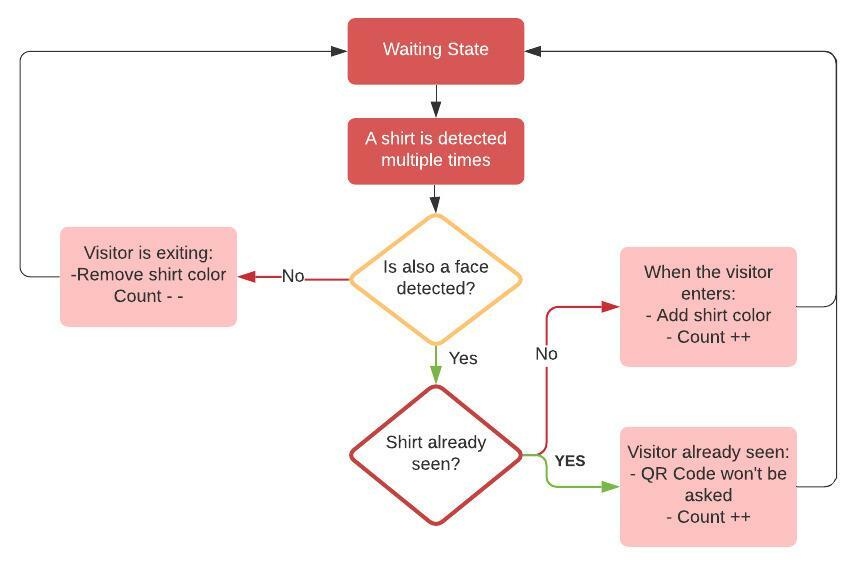 Waiting State
A shirt is detected
multiple times
Is also a face
detected?
No
Visitor is exiting:
-Remove shirt color
Count - -
Yes
Shirt already
seen?
No
When the visitor
enters:
- Add shirt color
- Count ++
YES
Visitor already seen:
- QR Code won't be
asked
- Count ++